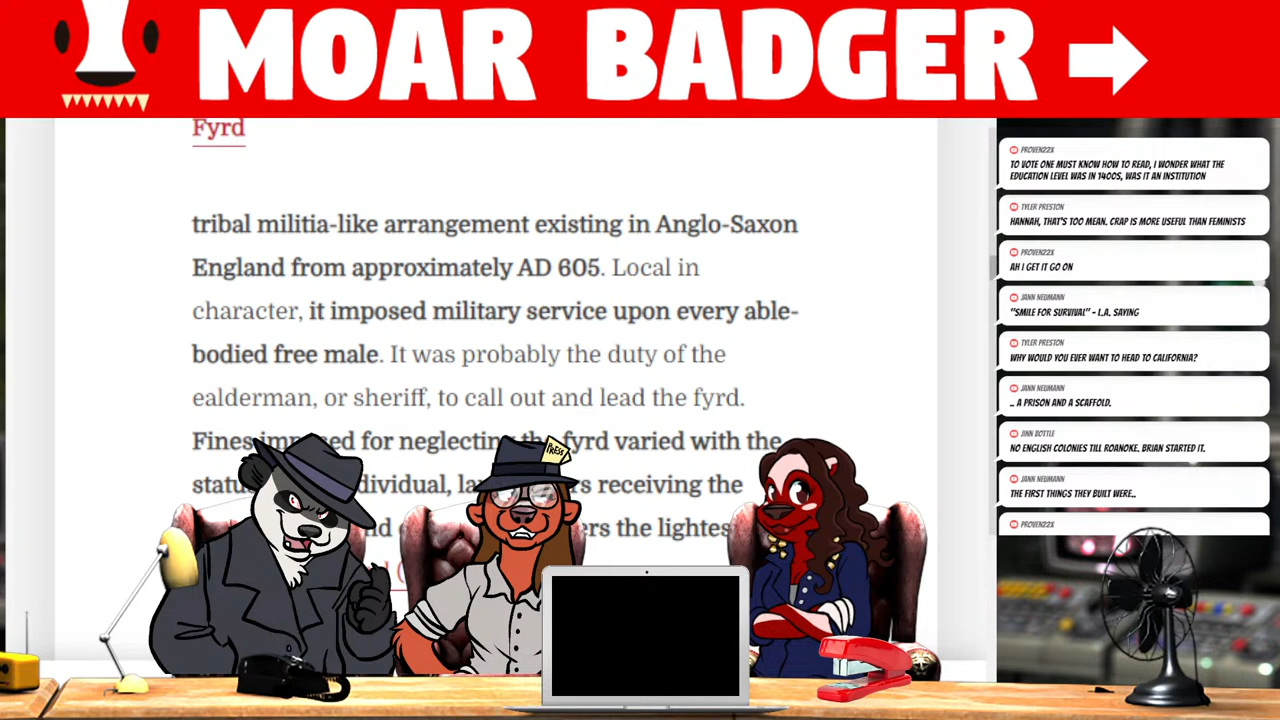 MOAR BADGER
Fyrd
tribal militia-like arrangement existing in Anglo-Saxon
England from approximately AD 605. Local in
character, it imposed military service upon every able-
bodied free male. It was probably the duty of the
ealderman, or sheriff, to call out and lead the fyrd.
Fines imposed for neglecting the fyrd varied with the
receiving the
the
PRESS
PROVEN22X
TO VOTE ONE MUST KNOW HOW TO READ, I WONDER WHAT THE
EDUCATION LEVEL WAS IN 1400S, WAS IT AN INSTITUTION
TYLER PRESTON
HANNAH, THAT'S TOO MEAN. CRAP IS MORE USEFUL THAN FEMINISTS
PROVEN22X
AH I GET IT GO ON
JANN NEUMANN
"SMILE FOR SURVIVAL" - L.A. SAYING
TYLER PRESTON
WHY WOULD YOU EVER WANT TO HEAD TO CALIFORNIA?
JANN NEUMANN
.. A PRISON AND A SCAFFOLD.
JINN BOTTLE
NO ENGLISH COLONIES TILL ROANOKE. BRIAN STARTED IT.
JANN NEUMANN
THE FIRST THINGS THEY BUILT WERE..
PROVEN22X